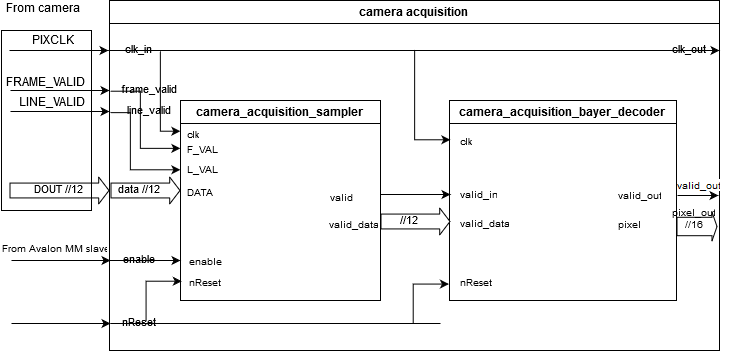 From camera
camera acquisition
PIXCLK
clk_in
clk_out
FRAME_VALID
frame_valid
LINE_VALID
line_valid
camera_acquisition_sampler
camera_acquisition_bayer_decoder
clk
F_VAL
L_VAL
DOUT //12
data //12
DATA
valid
valid_data
//12
clk
valid_in
valid_data
valid_out
pixel
valid_out
pixel_out
//16
From Avalon MM slave
enable
enable
nReset
nReset
nReset